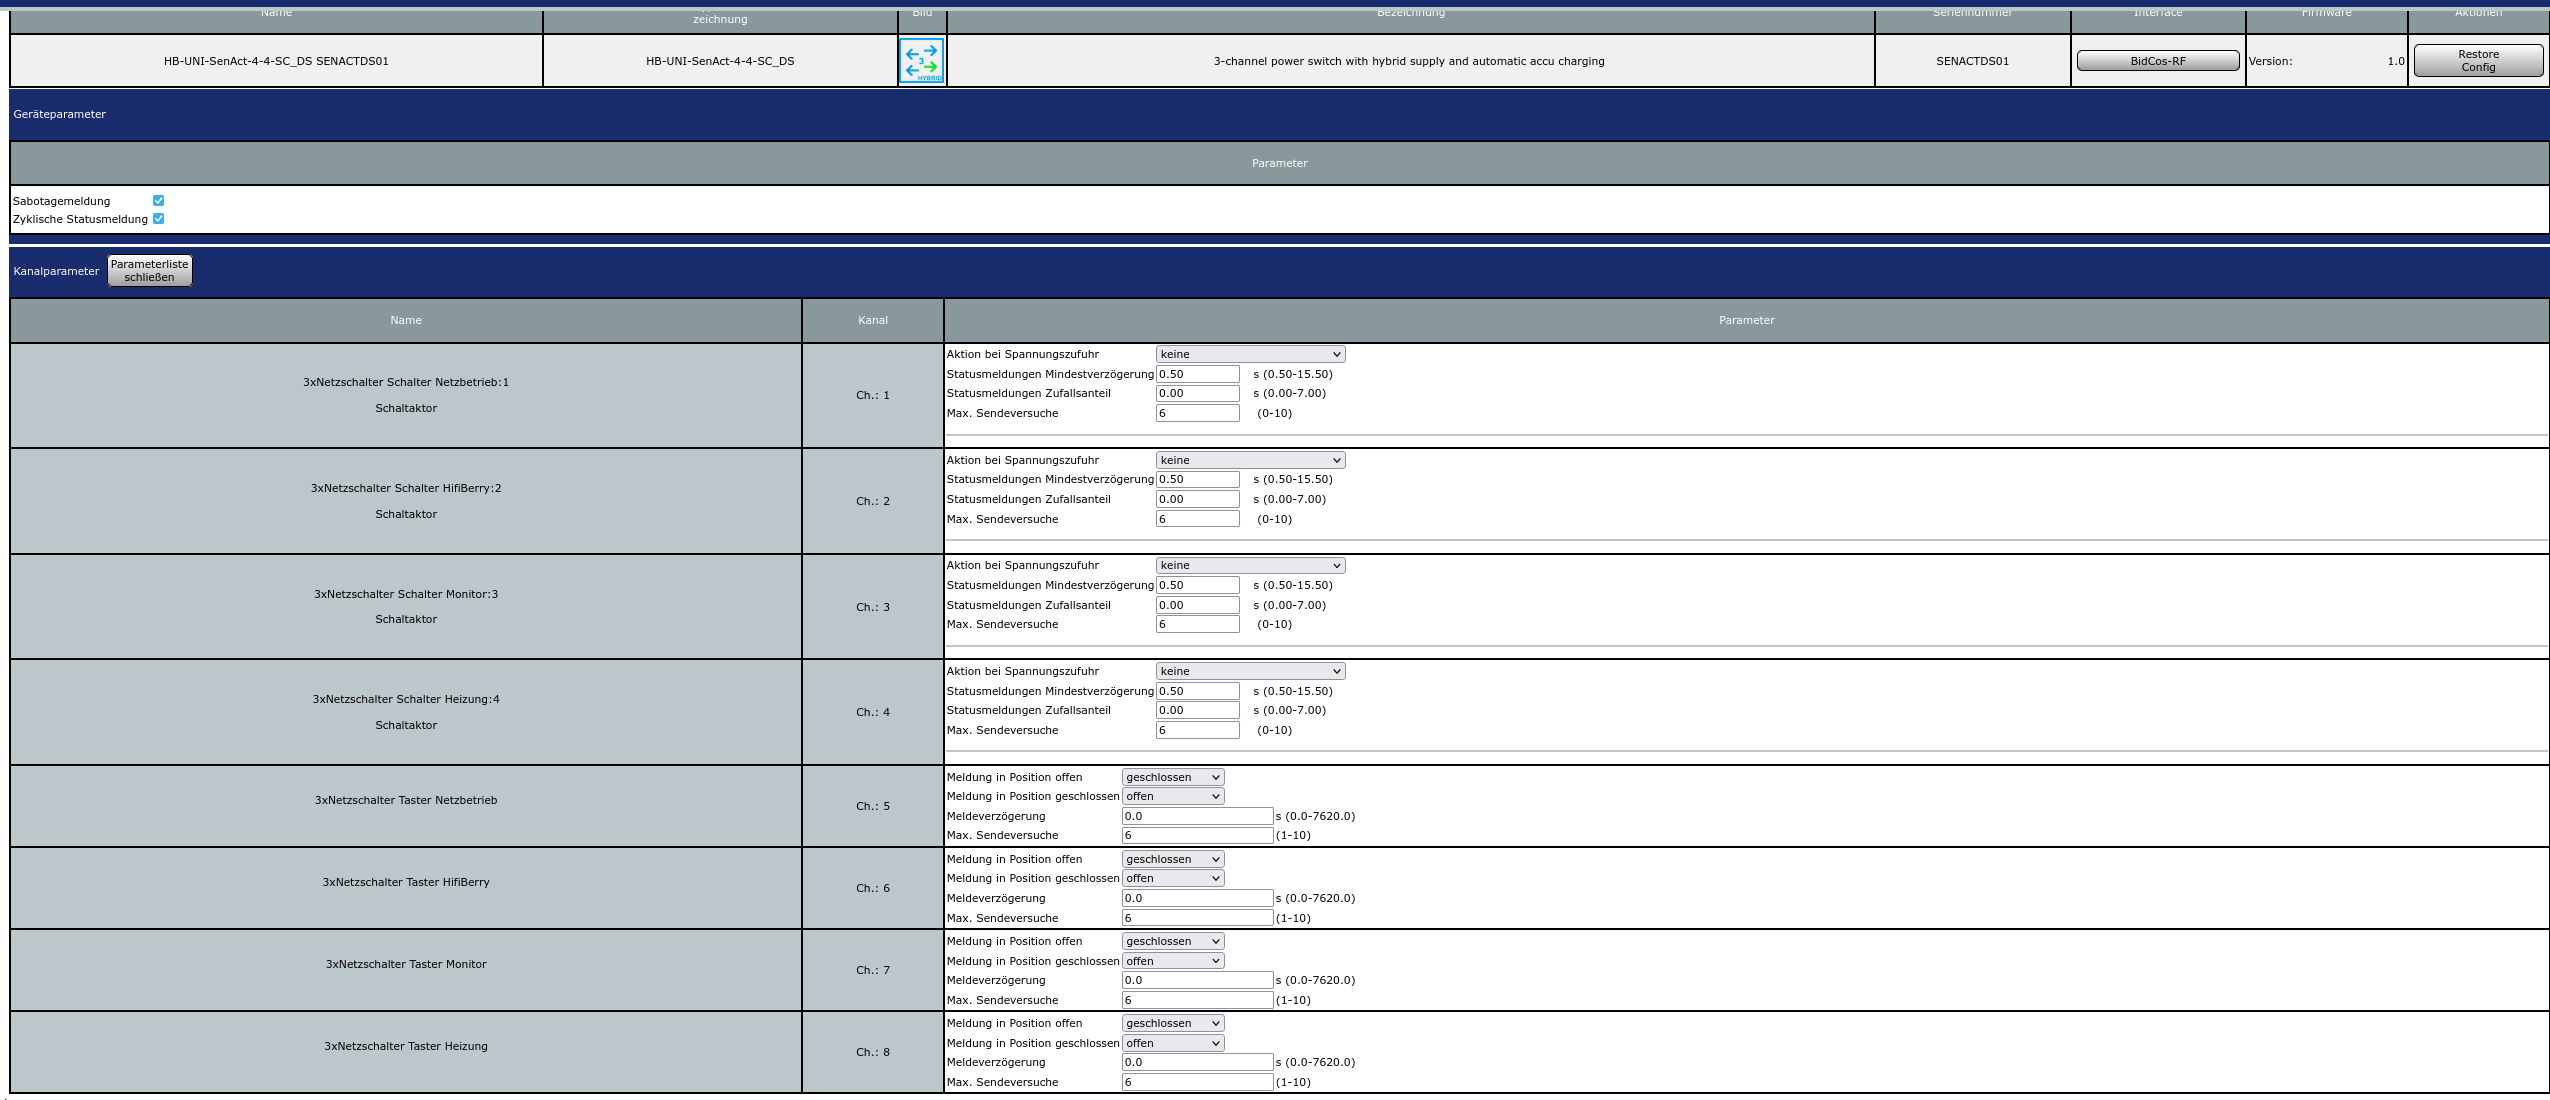 Name
zeichnung
Bild
Bezeichnung
Seriennummer
Interface
Firmware
Aktionen
HB-UNI-SenAct-4-4-SC_DS SENACTDS01
HB-UNI-SenAct-4-4-SC_DS
3
HYBRID
3-channel power switch with hybrid supply and automatic accu charging
SENACTDS01
BidCos-RF
Version: 1.0
Restore
Config
Geräteparameter
Parameter
Sabotagemeldung
Zyklische Statusmeldung
Kanalparameter
Parameterliste
schließen
Name
Kanal
Parameter
3xNetzschalter Schalter Netzbetrieb:1
Schaltaktor
Ch.: 1
Aktion bei Spannungszufuhr keine
Statusmeldungen Mindestverzögerung 0.50 s (0.50-15.50)
Statusmeldungen Zufallsanteil 0.00 s (0.00-7.00)
Max. Sendeversuche 6 (0-10)
3xNetzschalter Schalter HifiBerry:2
Schaltaktor
Ch.: 2
Aktion bei Spannungszufuhr keine
Statusmeldungen Mindestverzögerung 0.50 s (0.50-15.50)
Statusmeldungen Zufallsanteil 0.00 s (0.00-7.00)
Max. Sendeversuche 6 (0-10)
3xNetzschalter Schalter Monitor:3
Schaltaktor
Ch.: 3
Aktion bei Spannungszufuhr keine
Statusmeldungen Mindestverzögerung 0.50 s (0.50-15.50)
Statusmeldungen Zufallsanteil 0.00 s (0.00-7.00)
Max. Sendeversuche 6 (0-10)
3xNetzschalter Schalter Heizung:4
Schaltaktor
Ch.: 4
Aktion bei Spannungszufuhr keine
Statusmeldungen Mindestverzögerung 0.50 s (0.50-15.50)
Statusmeldungen Zufallsanteil 0.00 s (0.00-7.00)
Max. Sendeversuche 6 (0-10)
3xNetzschalter Taster Netzbetrieb
Ch.: 5
Meldung in Position offen geschlossen
Meldung in Position geschlossen offen
Meldeverzögerung 0.0 s (0.0-7620.0)
Max. Sendeversuche 6 (1-10)
3xNetzschalter Taster HifiBerry
Ch.: 6
Meldung in Position offen geschlossen
Meldung in Position geschlossen offen
Meldeverzögerung 0.0 s (0.0-7620.0)
Max. Sendeversuche 6 (1-10)
3xNetzschalter Taster Monitor
Ch.: 7
Meldung in Position offen geschlossen
Meldung in Position geschlossen offen
Meldeverzögerung 0.0 s (0.0-7620.0)
Max. Sendeversuche 6 (1-10)
3xNetzschalter Taster Heizung
Ch.: 8
Meldung in Position offen geschlossen
Meldung in Position geschlossen offen
Meldeverzögerung 0.0 s (0.0-7620.0)
Max. Sendeversuche 6 (1-10)